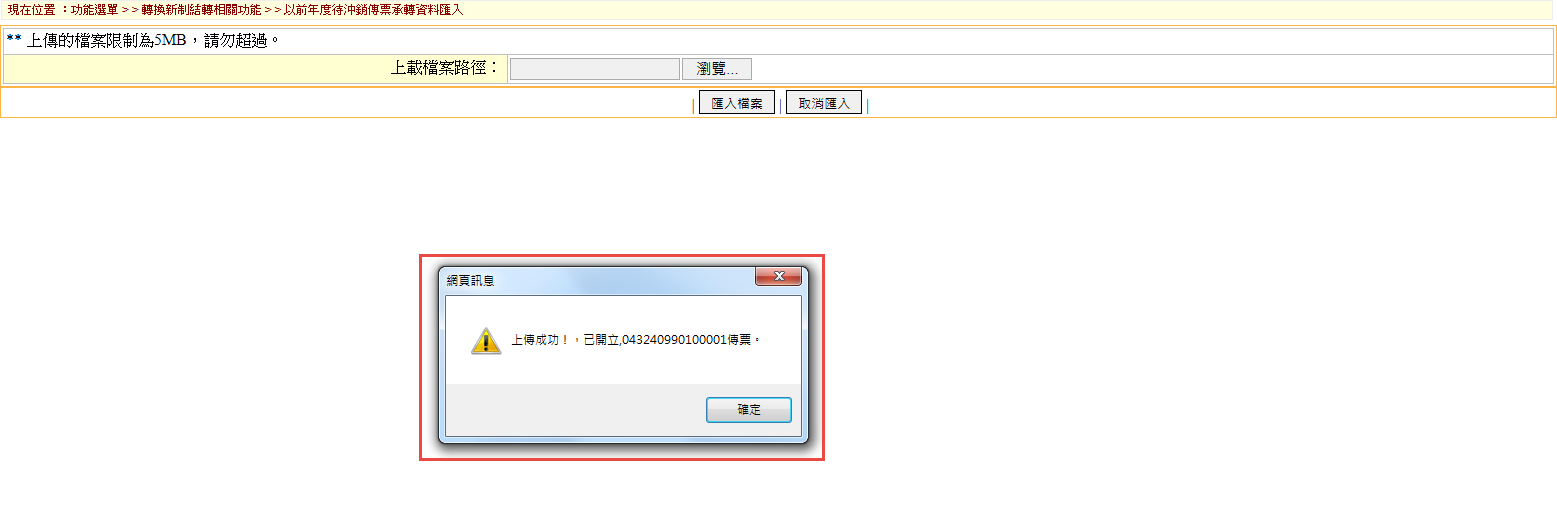 現在位置 ：功能選單 > > 轉換新制結轉相關功能 > > 以前年度待沖銷傳票承轉資料匯入
** 上傳的檔案限制為5MB，請勿超過。
上載檔案路徑： 瀏覽...
| 匯入檔案 | 取消匯入 |
網頁訊息
上傳成功！，已開立,043240990100001傳票。
確定